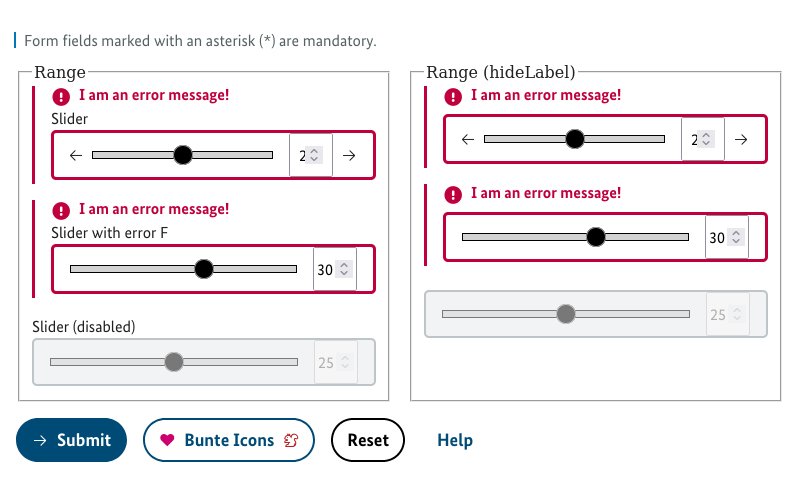 Form fields marked with an asterisk (*) are mandatory.
Range
I am an error message!
Slider
I am an error message!
Slider with error F
30
Slider (disabled)
25
Range (hideLabel)
I am an error message!
I am an error message!
30
25
Submit
Bunte Icons
Reset
Help